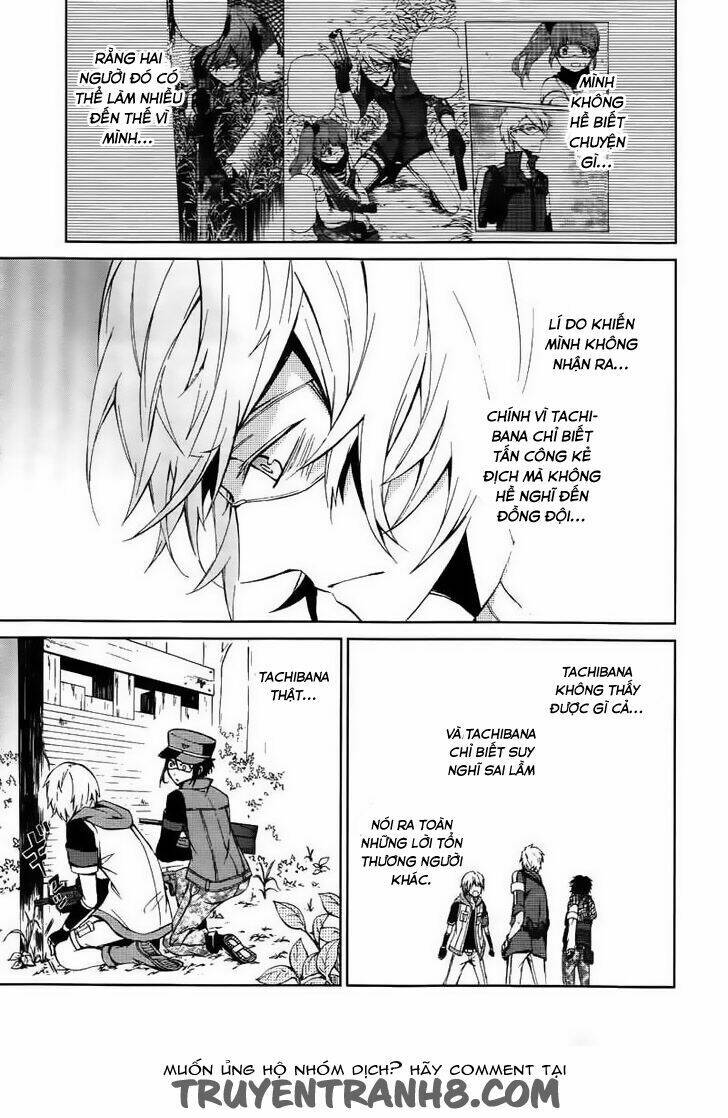 MÌNH
KHÔNG
HỀ BIẾT
CHUYỆN
GÌ...
RẰNG HAI
NGƯỜI ĐÓ CÓ
THỂ LÀM NHIỀU
ĐẾN THẾ VÌ
MÌNH...
LÍ DO KHIẾN
MÌNH KHÔNG
NHẬN RA...
CHÍNH VÌ TACHI-
BANA CHỈ BIẾT
TẤN CÔNG KẺ
ĐỊCH MÀ KHÔNG
HỀ NGHĨ ĐẾN
ĐỒNG ĐỘI...
TACHIBANA
KHÔNG THẤY
ĐƯỢC GÌ CẢ...
VÀ TACHIBANA
CHỈ BIẾT SUY
NGHĨ SAI LẦM
NÓI RA TOÀN
NHỮNG LỜI TỔN
THƯƠNG NGƯỜI
KHÁC.
TACHIBANA
THẬT...
MUỐN ỦNG HỘ NHÓM DỊCH? HÃY COMMENT TẠI
TRUYENTRANH8.COM